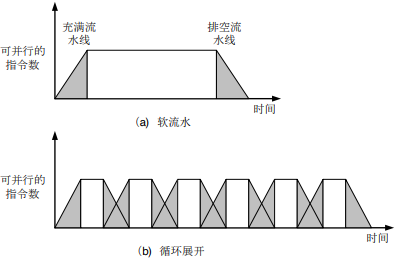 充满流
水线
排空流
水线
可并行的
指令数
时间
(a) 软流水
可并行的
指令数
时间
(b) 循环展开